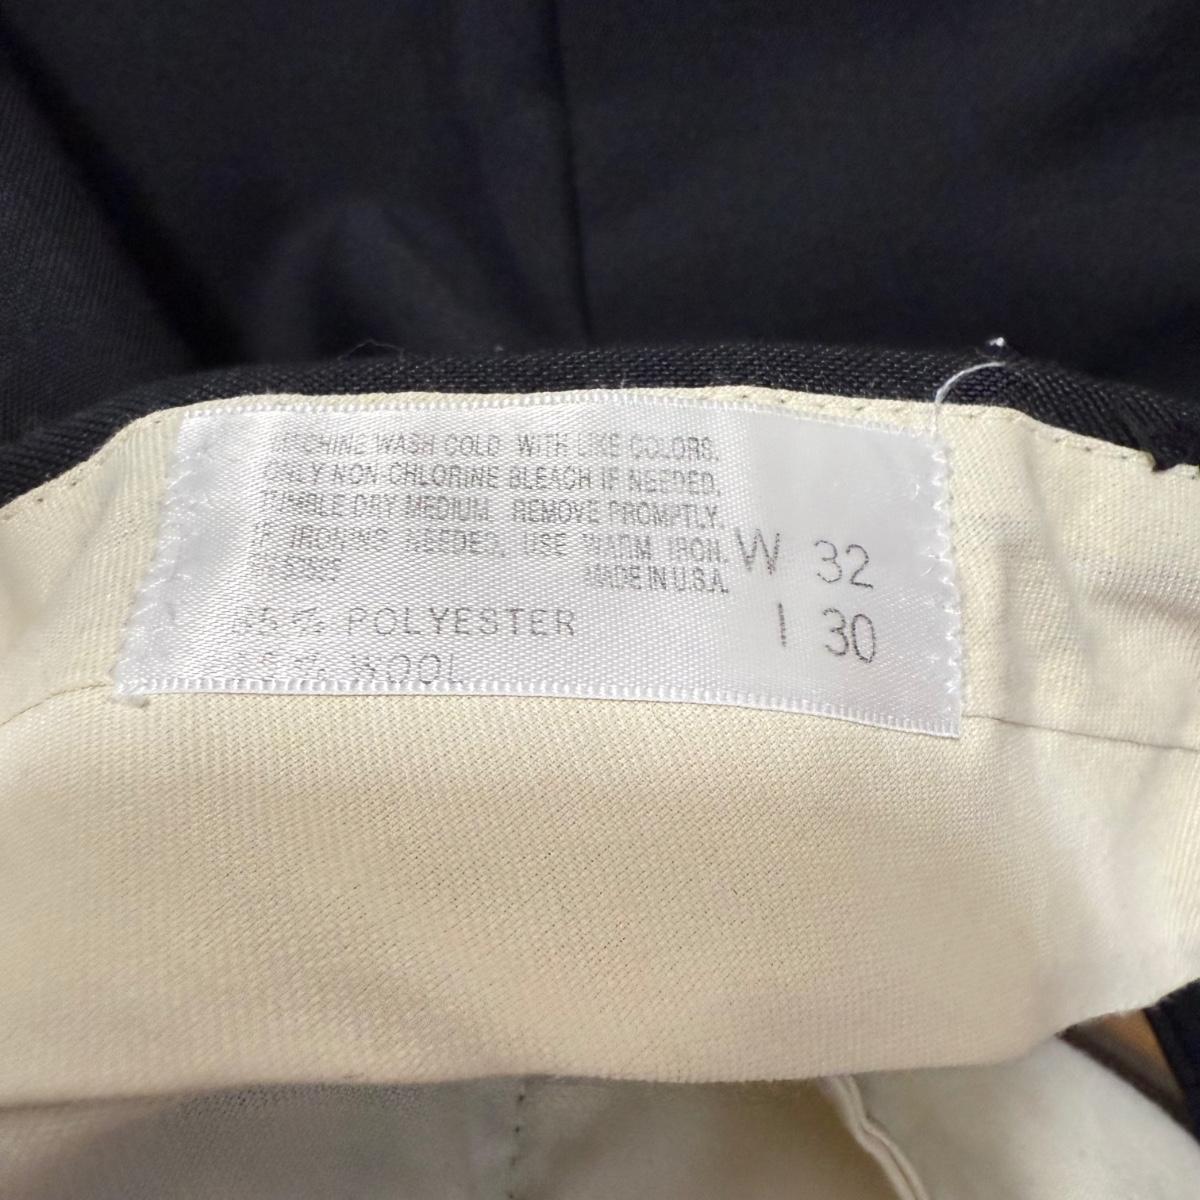 MACHINE WASH COLD WITH LIKE COLORS.
ONLY NON CHLORINE BLEACH IF NEEDED.
TUMBLE DRY MEDIUM REMOVE PROMPTLY.
IF IRONING NEEDED, USE WARM IRON.
MADE IN U.S.A.
W 32
I 30
POLYESTER
WOOL